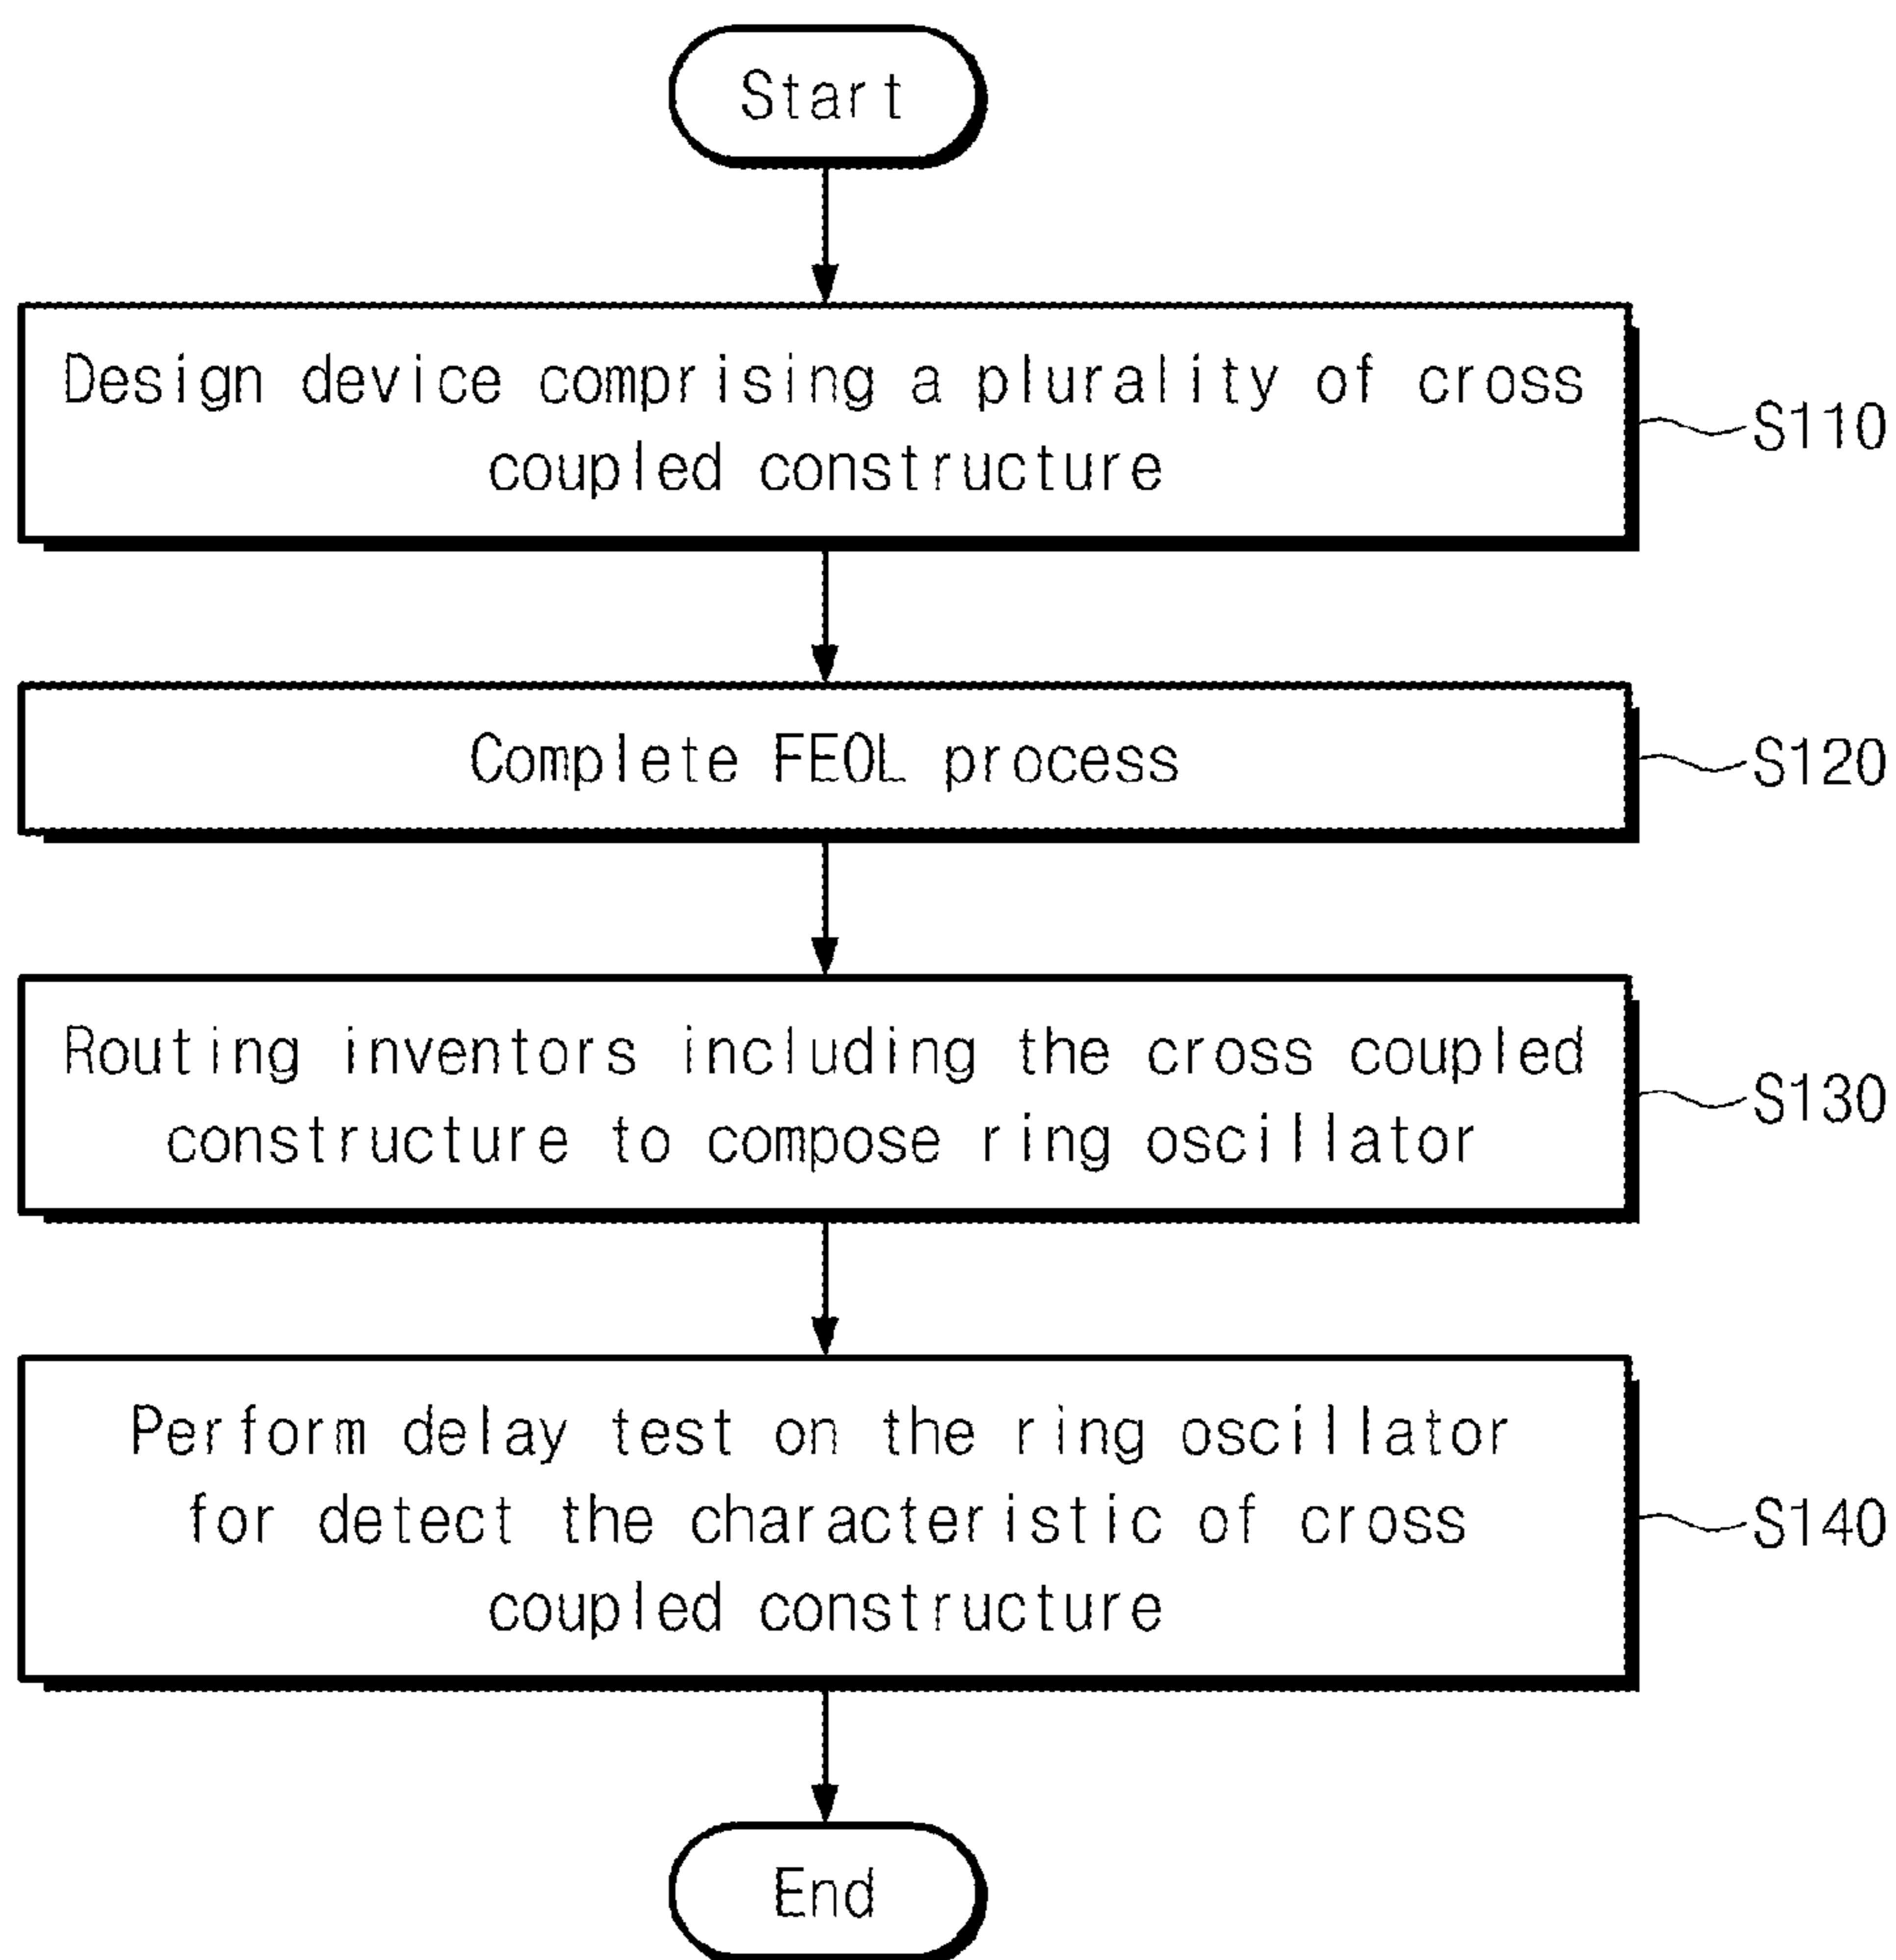 Start
Design device comprising a plurality of cross
coupled constructure
S110
Complete FEOL process
S120
Routing inventors including the cross coupled
constructure to compose ring oscillator
S130
Perform delay test on the ring oscillator
for detect the characteristic of cross
coupled constructure
S140
End